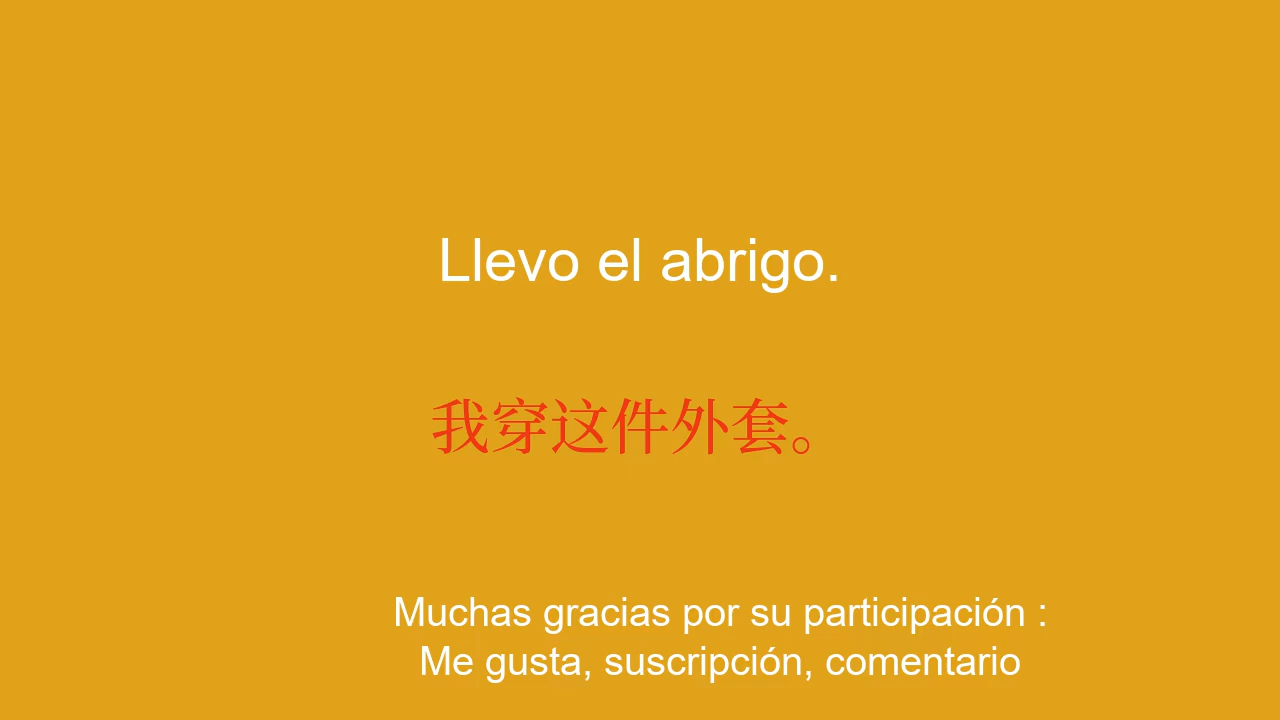 Llevo el abrigo.
我穿这件外套。
Muchas gracias por su participación :
Me gusta, suscripción, comentario